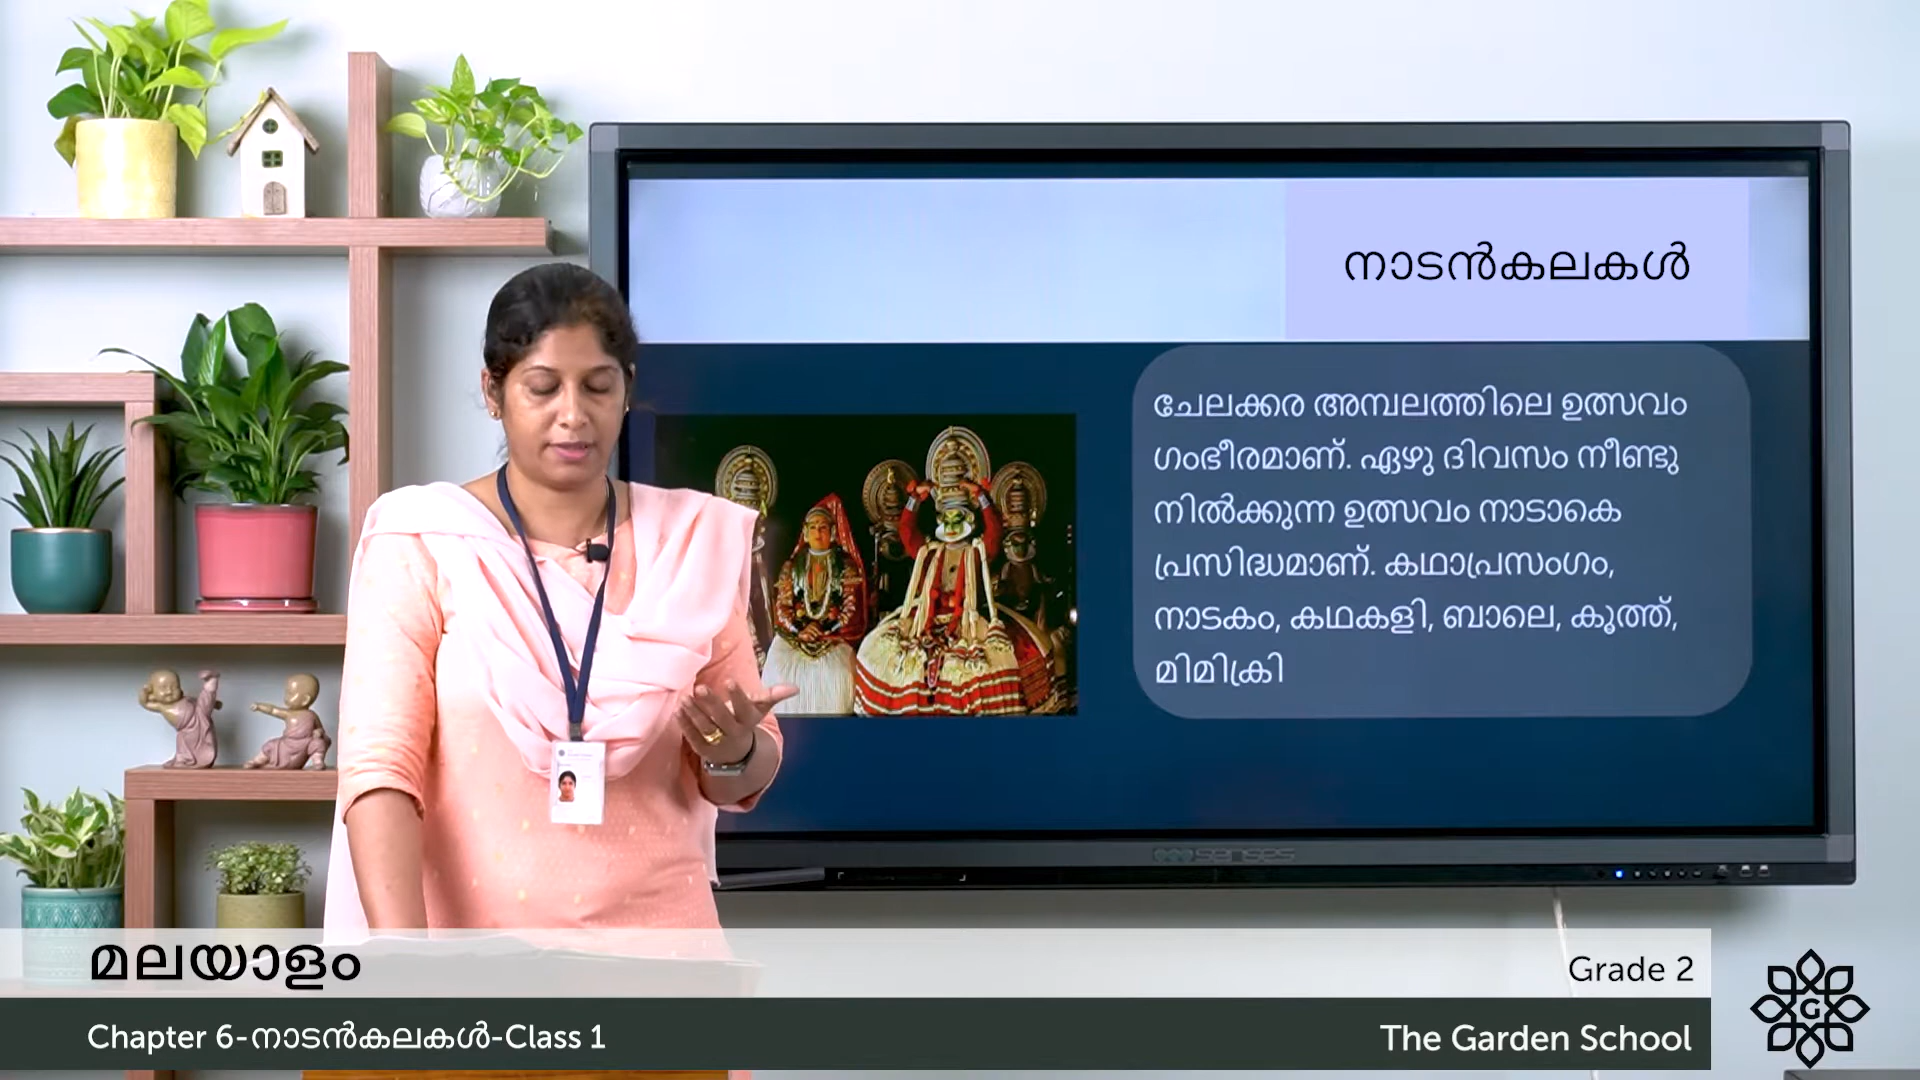 നാടൻകലകൾ
ചേലക്കര അമ്പലത്തിലെ ഉത്സവം
ഗംഭീരമാണ്. ഏഴു ദിവസം നീണ്ടു
നിൽക്കുന്ന ഉത്സവം നാടാകെ
പ്രസിദ്ധമാണ്. കഥാപ്രസംഗം,
നാടകം, കഥകളി, ബാലെ, കൂത്ത്,
മിമിക്രി
senses
മലയാളം
Grade 2
Chapter 6-നാടൻകലകൾ-Class 1
The Garden School
G